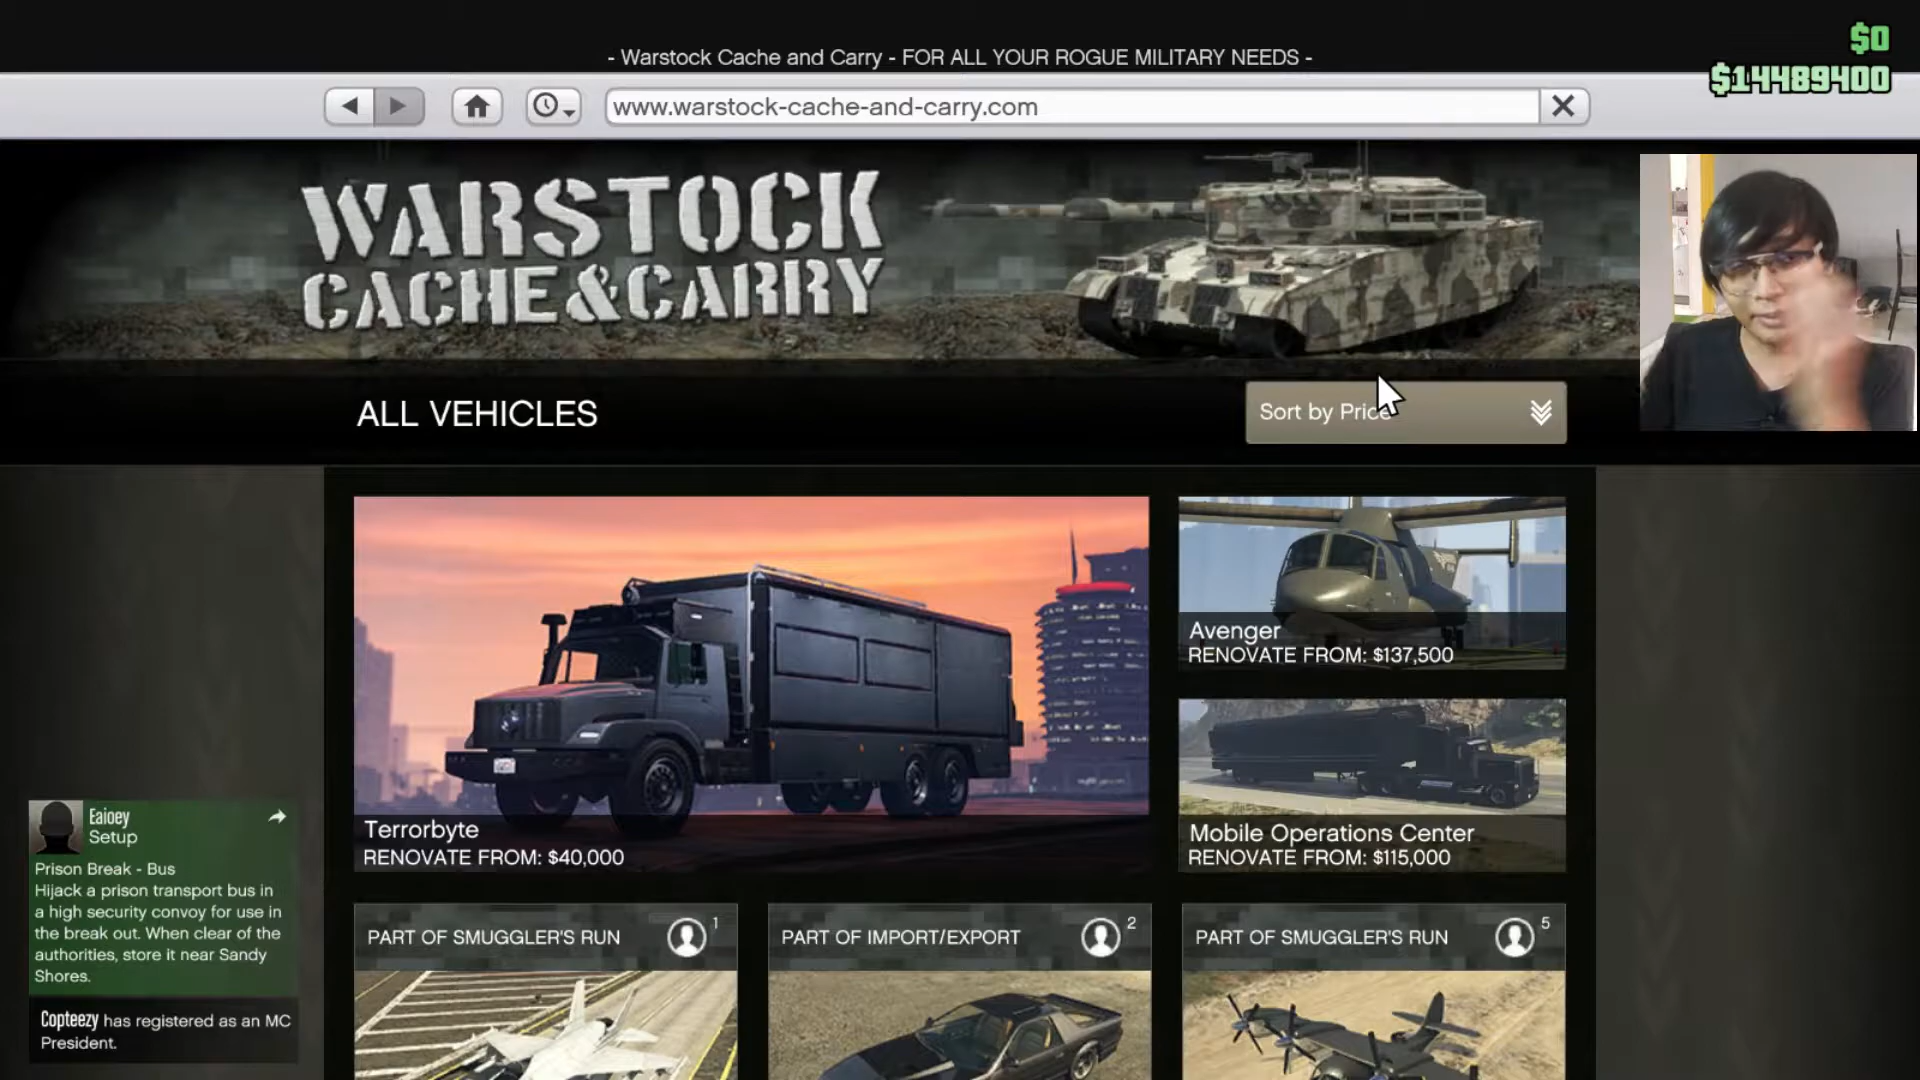 $0
$14489400
- Warstock Cache and Carry - FOR ALL YOUR ROGUE MILITARY NEEDS -
www.warstock-cache-and-carry.com
WARSTOCK
CACHE&CARRY
ALL VEHICLES
Sort by Price
Terrorbyte
RENOVATE FROM: $40,000
Avenger
RENOVATE FROM: $137,500
Mobile Operations Center
RENOVATE FROM: $115,000
PART OF SMUGGLER'S RUN 1
PART OF IMPORT/EXPORT 2
PART OF SMUGGLER'S RUN 5
Eaioey
Setup
Prison Break - Bus
Hijack a prison transport bus in
a high security convoy for use in
the break out. When clear of the
authorities, store it near Sandy
Shores.
Copteezy has registered as an MC
President.